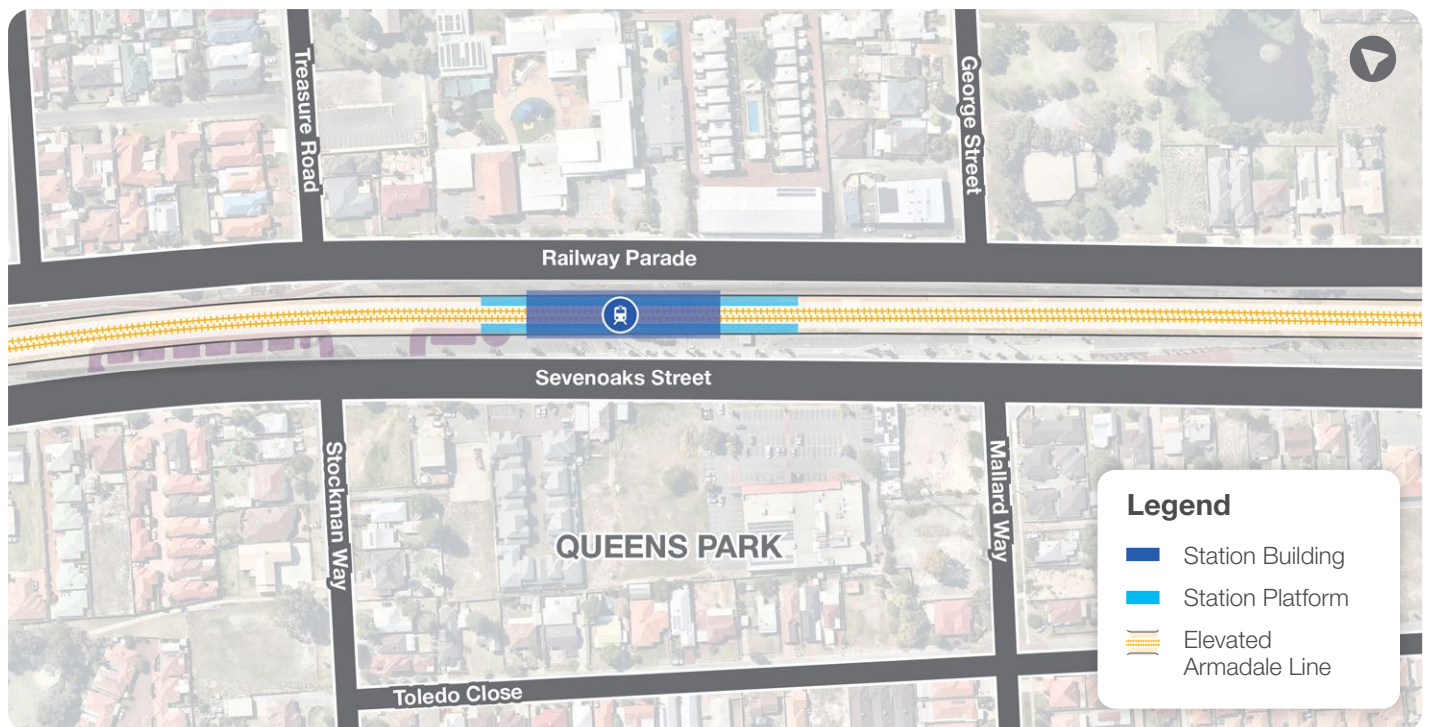 Treasure Road
George Street
Railway Parade
Sevenoaks Street
Stockman Way
Mallard Way
QUEENS PARK
Toledo Close
Legend
Station Building
Station Platform
Elevated
Armadale Line